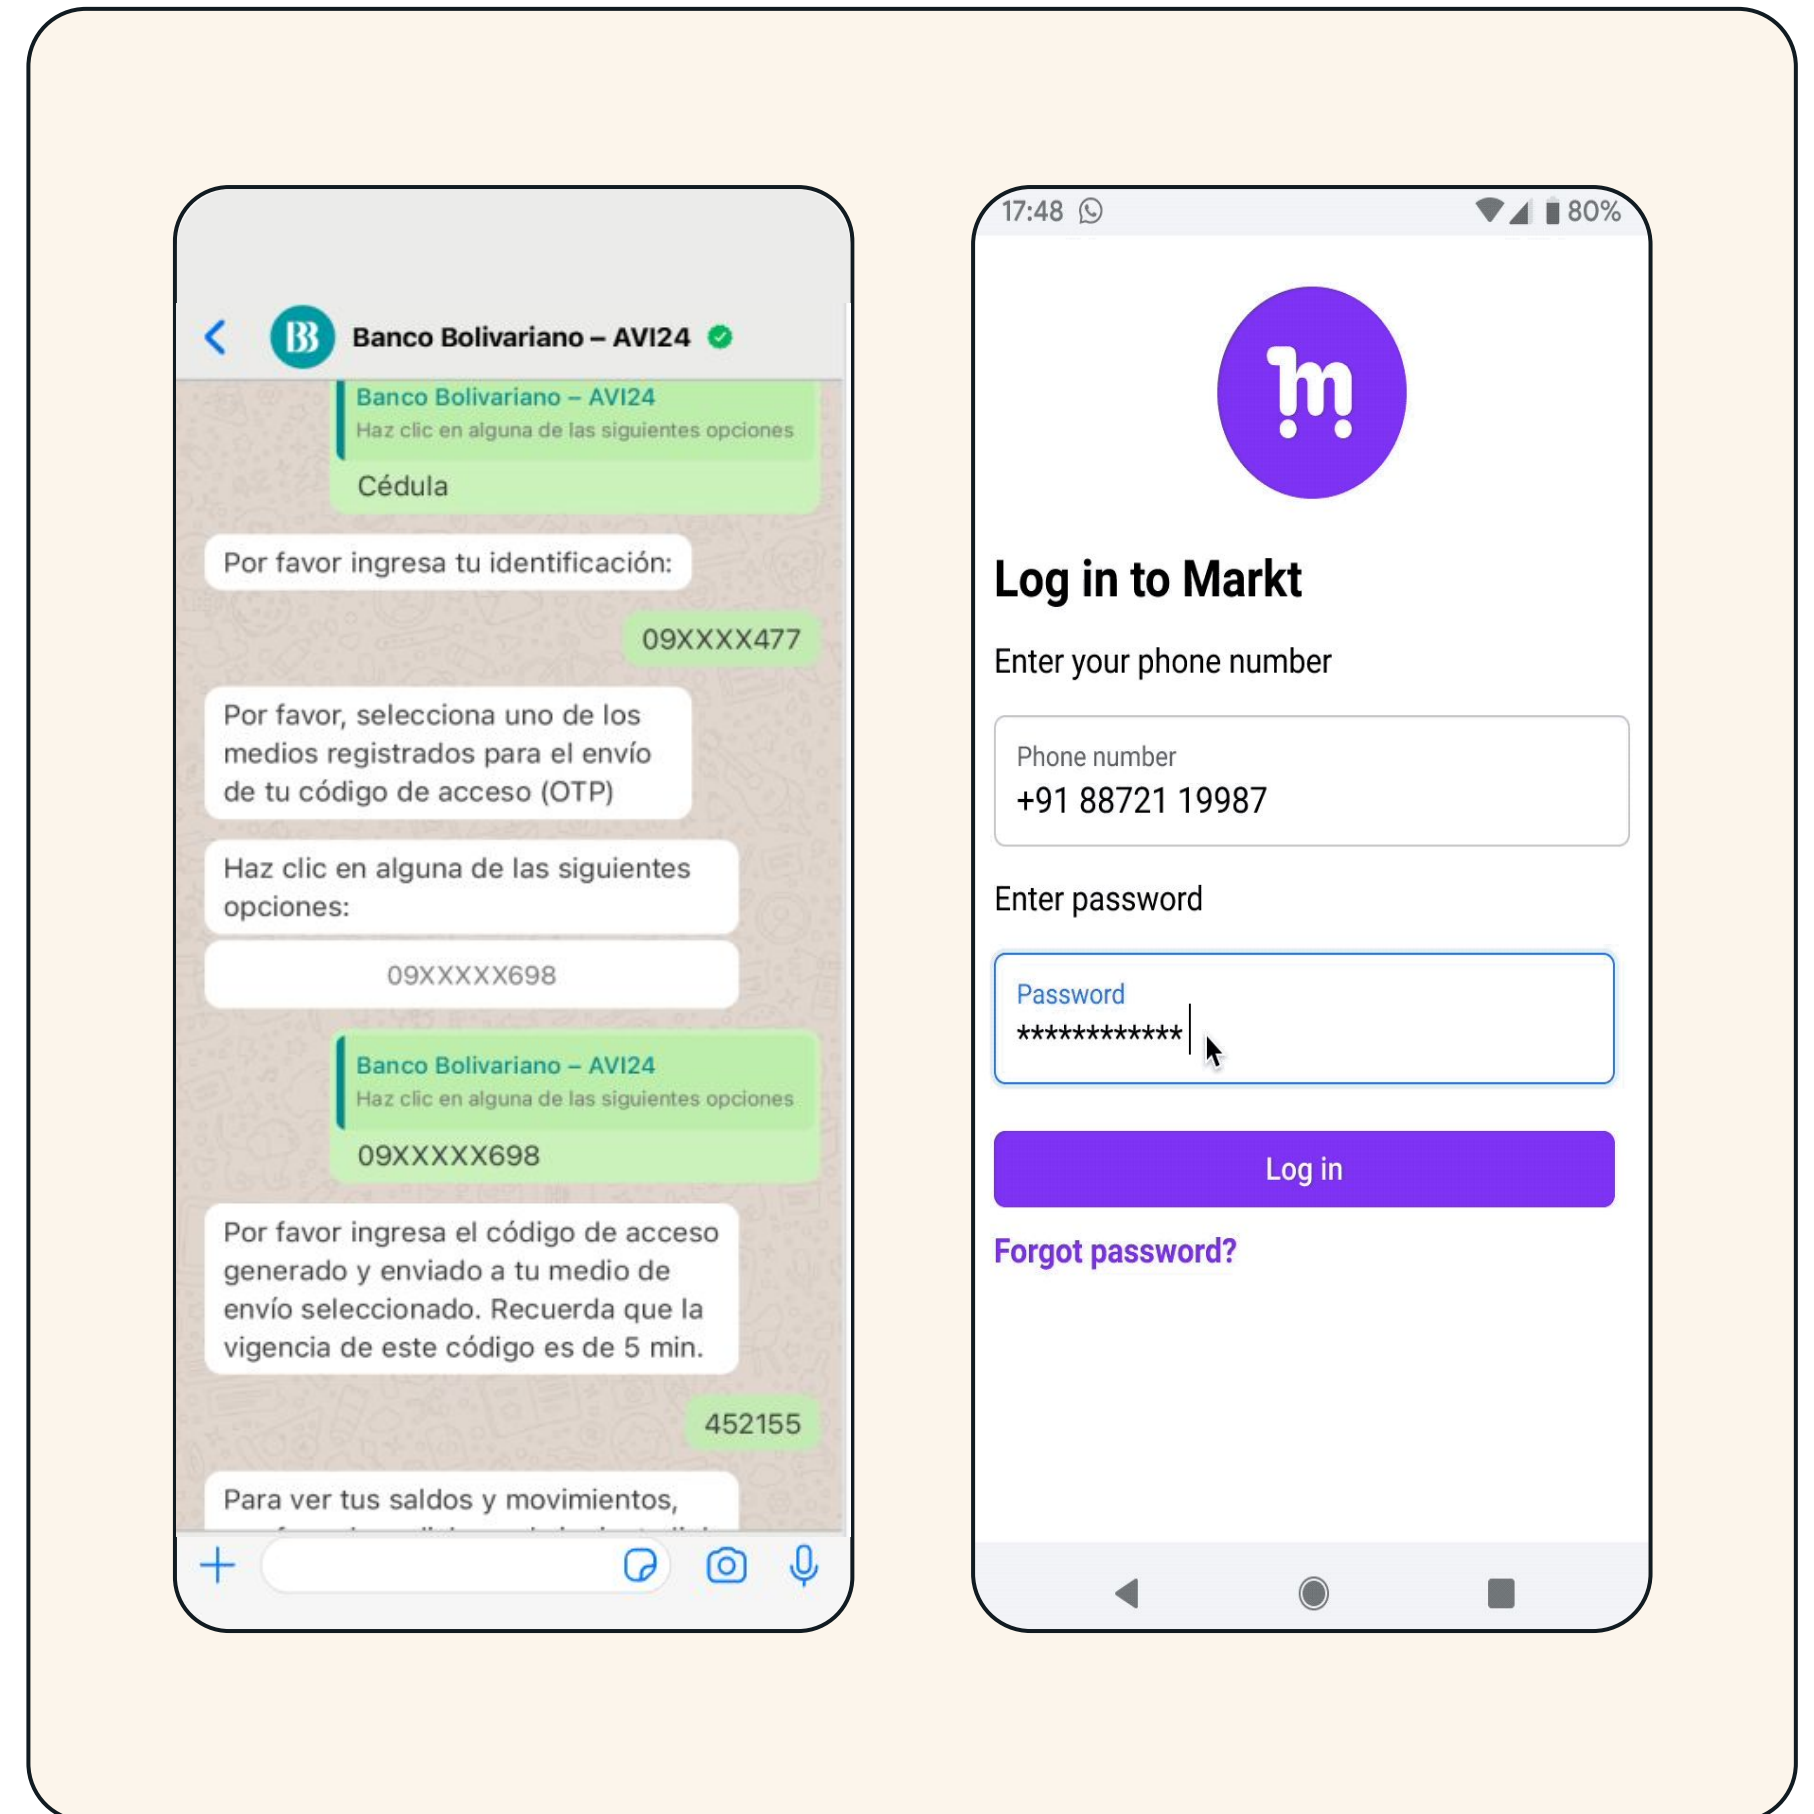 BB
Banco Bolivariano – AVI24
Banco Bolivariano – AVI24
Haz clic en alguna de las siguientes opciones
Cédula
Por favor ingresa tu identificación:
09XXXX477
Por favor, selecciona uno de los
medios registrados para el envío
de tu código de acceso (OTP)
Haz clic en alguna de las siguientes
opciones:
09XXXXX698
Banco Bolivariano – AVI24
Haz clic en alguna de las siguientes opciones
09XXXXX698
Por favor ingresa el código de acceso
generado y enviado a tu medio de
envío seleccionado. Recuerda que la
vigencia de este código es de 5 min.
452155
Para ver tus saldos y movimientos,
17:48
80%
m
Log in to Markt
Enter your phone number
Phone number
+91 88721 19987
Enter password
Password
************
Log in
Forgot password?